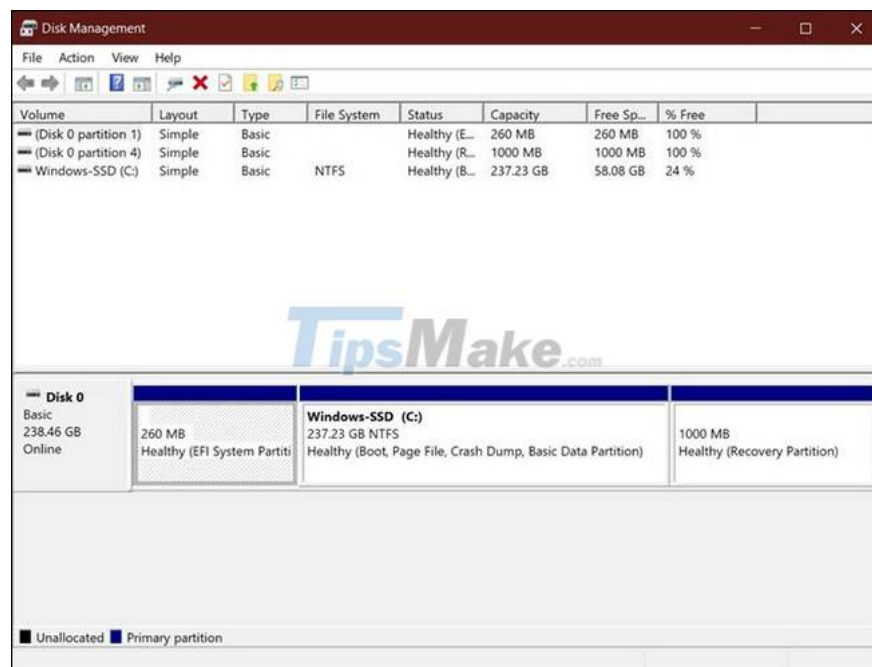 Disk Management
File Action View Help
Volume Layout Type File System Status Capacity Free Sp... % Free
(Disk 0 partition 1) Simple Basic Healthy (E... 260 MB 260 MB 100 %
(Disk 0 partition 4) Simple Basic Healthy (R... 1000 MB 1000 MB 100 %
Windows-SSD (C:) Simple Basic NTFS Healthy (B... 237.23 GB 58.08 GB 24 %
TipsMake.com
Disk 0
Basic
238.46 GB
Online
260 MB
Healthy (EFI System Partiti
Windows-SSD (C:)
237.23 GB NTFS
Healthy (Boot, Page File, Crash Dump, Basic Data Partition)
1000 MB
Healthy (Recovery Partition)
Unallocated Primary partition